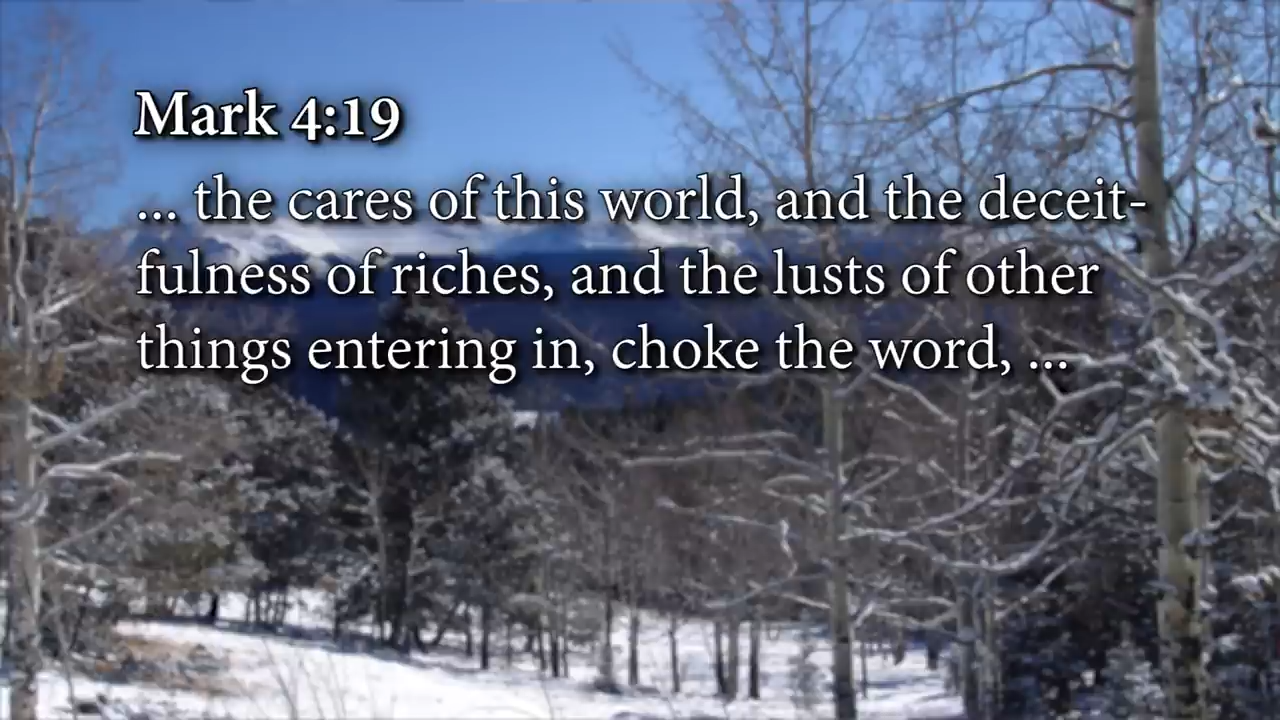 Mark 4:19
... the cares of this world, and the deceit-
fulness of riches, and the lusts of other
things entering in, choke the word, ...